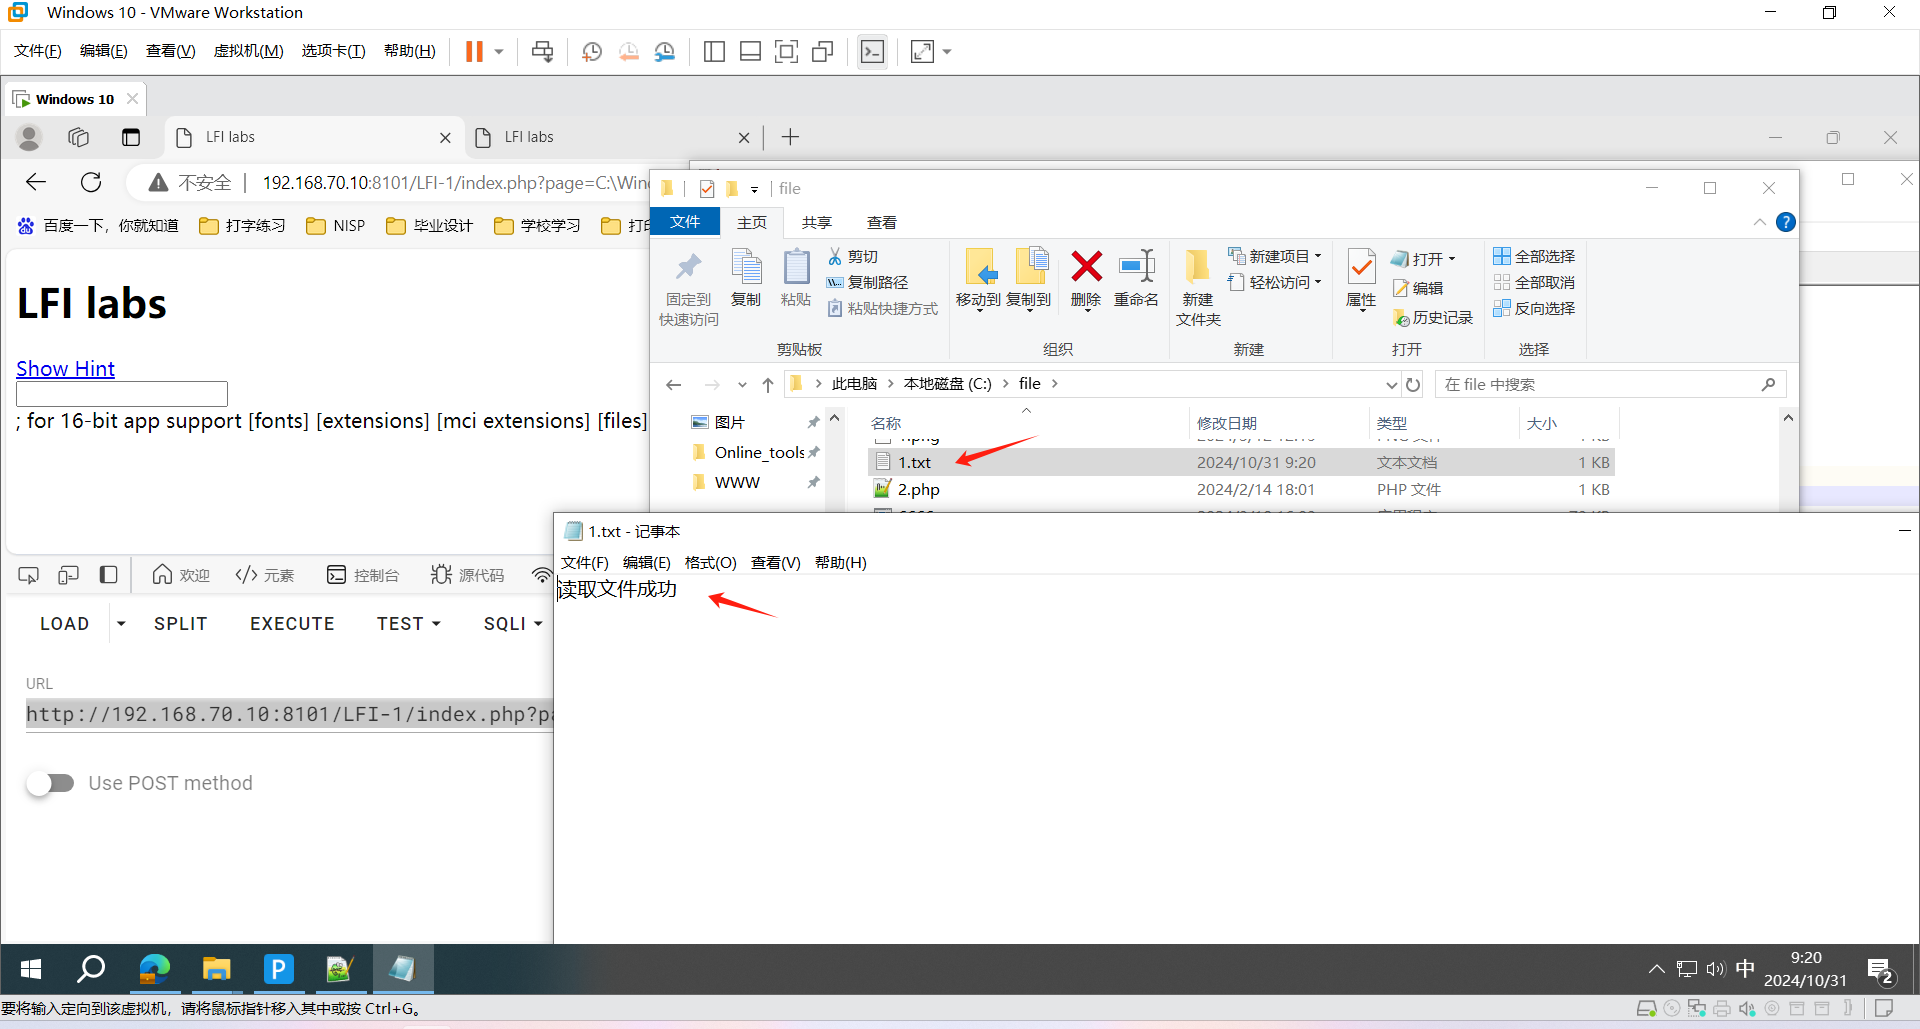 Windows 10 - VMware Workstation
文件(F) 编辑(E) 查看(V) 虚拟机(M) 选项卡(T) 帮助(H)
Windows 10
LFI labs
LFI labs
不安全 192.168.70.10:8101/LFI-1/index.php?page=C:\Win
百度一下，你就知道 打字练习 NISP 毕业设计 学校学习
LFI labs
Show Hint
; for 16-bit app support [fonts] [extensions] [mci extensions] [files]
file
文件 主页 共享 查看
固定到
快速访问
复制
粘贴
剪切
复制路径
粘贴快捷方式
剪贴板
移动到
复制到
删除
重命名
组织
新建
文件夹
新建项目
轻松访问
新建
属性
打开
编辑
历史记录
打开
全部选择
全部取消
反向选择
选择
此电脑 本地磁盘 (C:) file
在 file 中搜索
图片
Online_tools
WWW
名称 修改日期 类型 大小
1.txt 2024/10/31 9:20 文本文档 1 KB
2.php 2024/2/14 18:01 PHP 文件 1 KB
1.txt - 记事本
文件(F) 编辑(E) 格式(O) 查看(V) 帮助(H)
读取文件成功
欢迎 元素 控制台 源代码
LOAD SPLIT EXECUTE TEST SQLI
URL
http://192.168.70.10:8101/LFI-1/index.php?p
Use POST method
中
9:20
2024/10/31
2
要将输入定向到该虚拟机，请将鼠标指针移入其中或按 Ctrl+G。